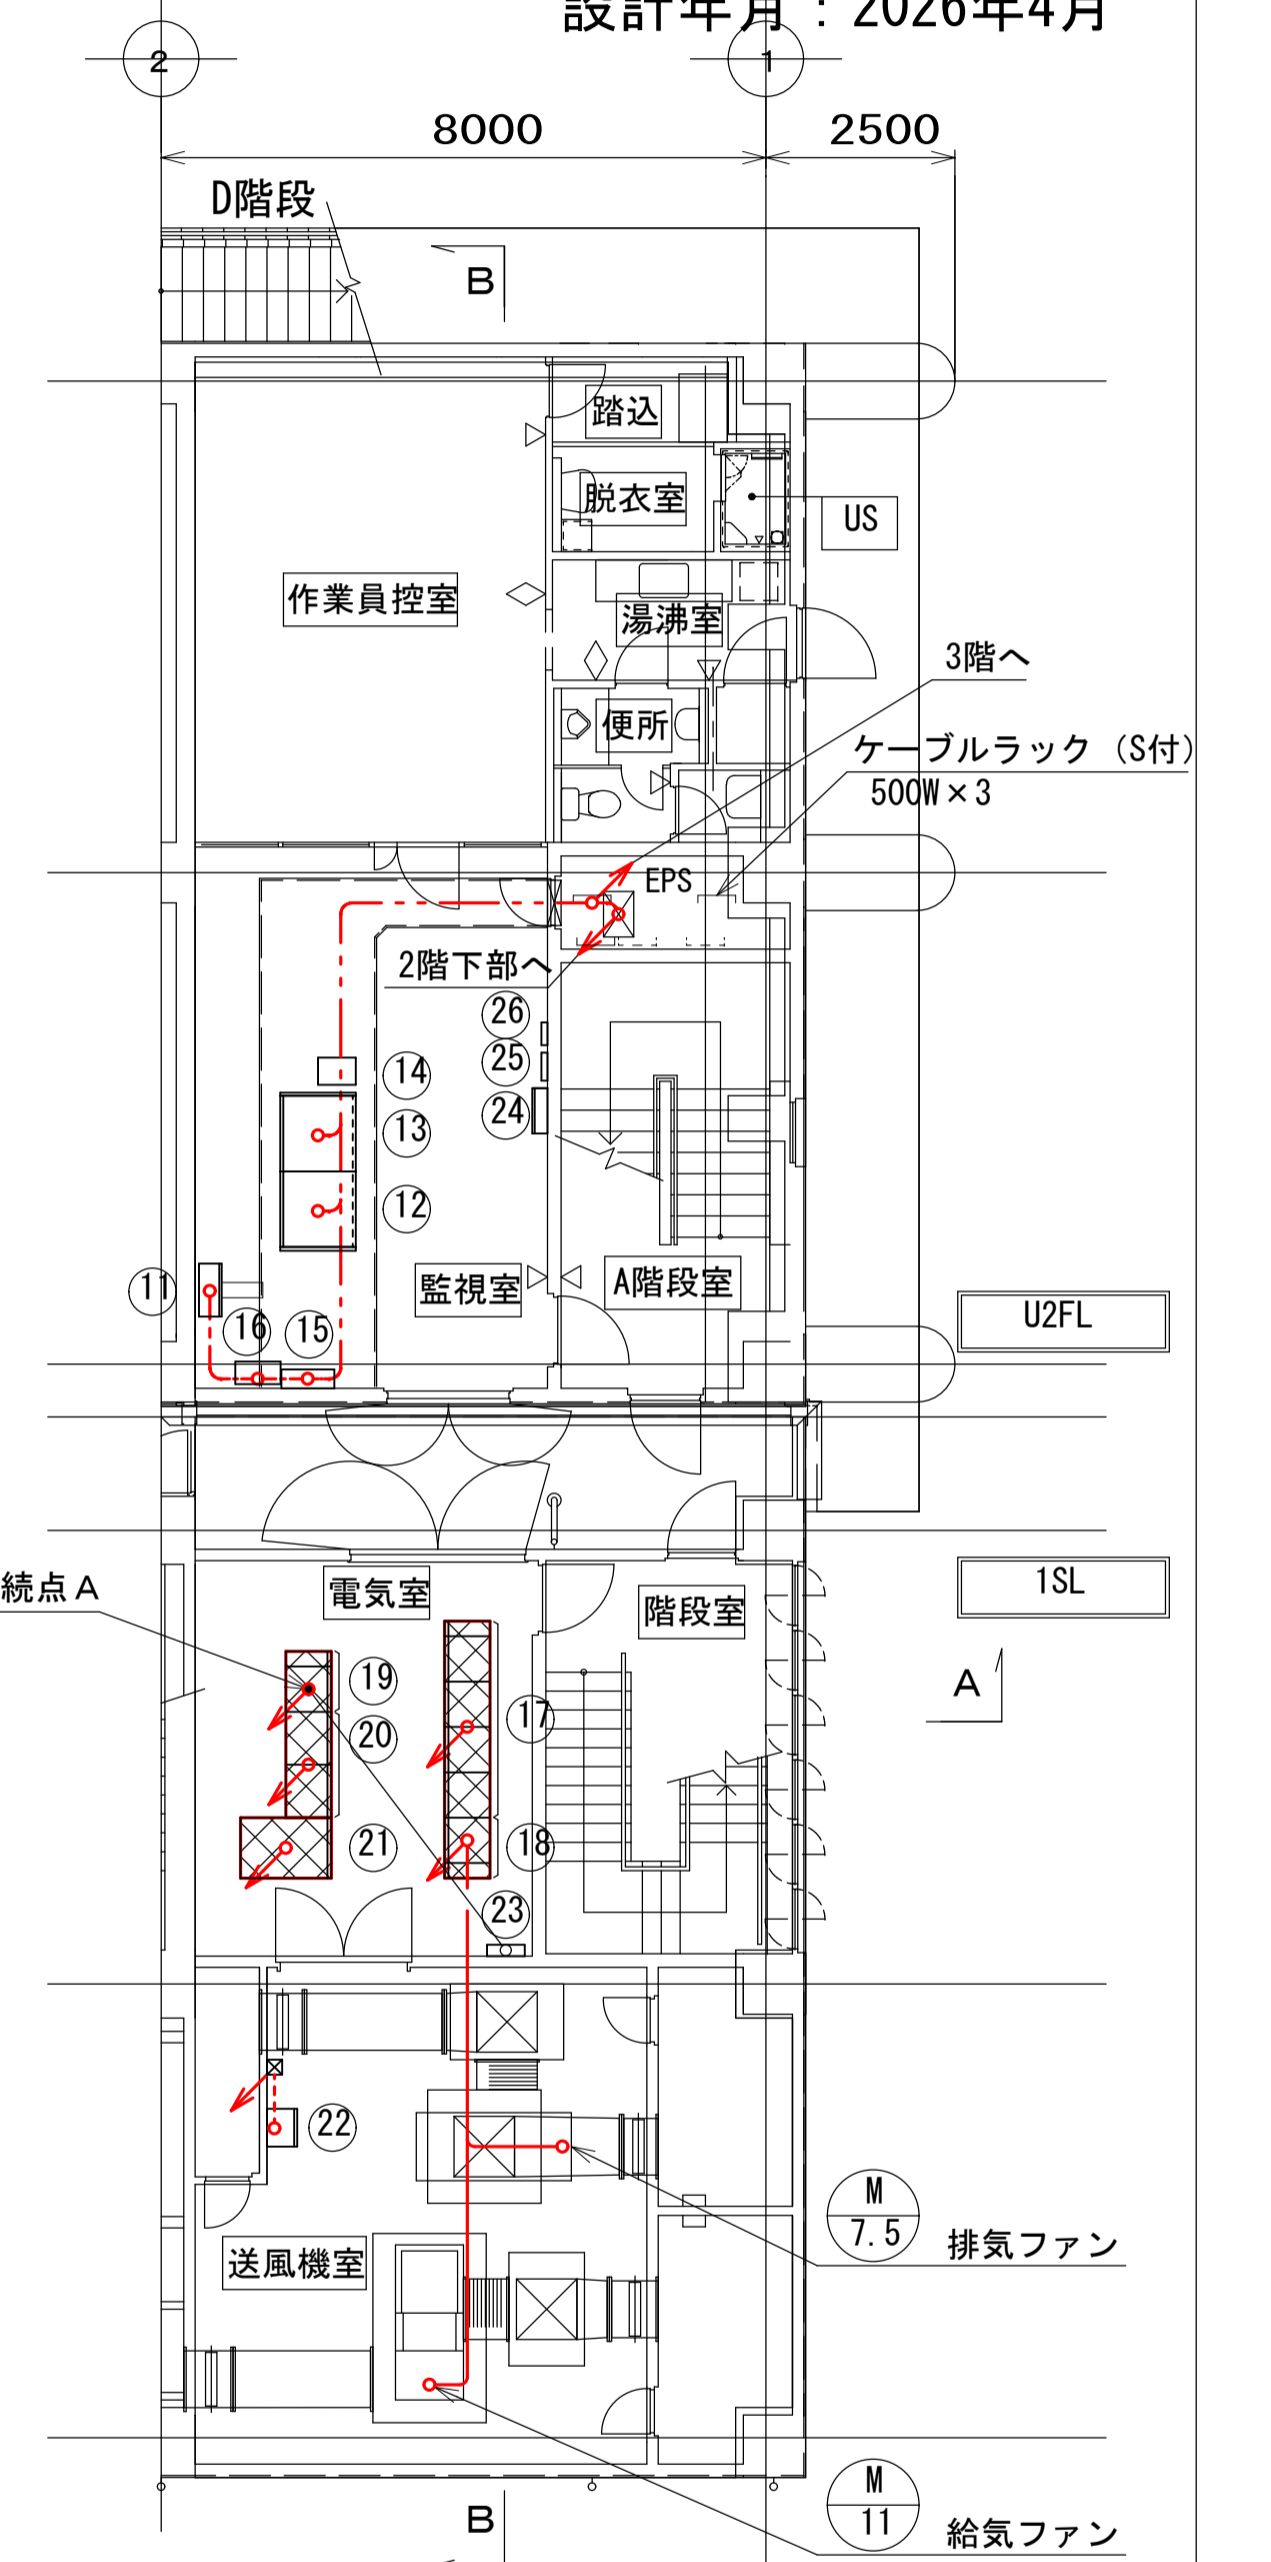 設計年月：2026年4月
2
1
8000
2500
D階段
B
踏込
脱衣室
US
作業員控室
湯沸室
3階へ
便所
ケーブルラック（S付）
500W×3
EPS
2階下部へ
26
25
14
24
13
12
監視室
A階段室
11
16
15
U2FL
電気室
続点A
階段室
1SL
19
A
17
20
21
18
23
22
M
7.5
排気ファン
送風機室
M
11
給気ファン
B